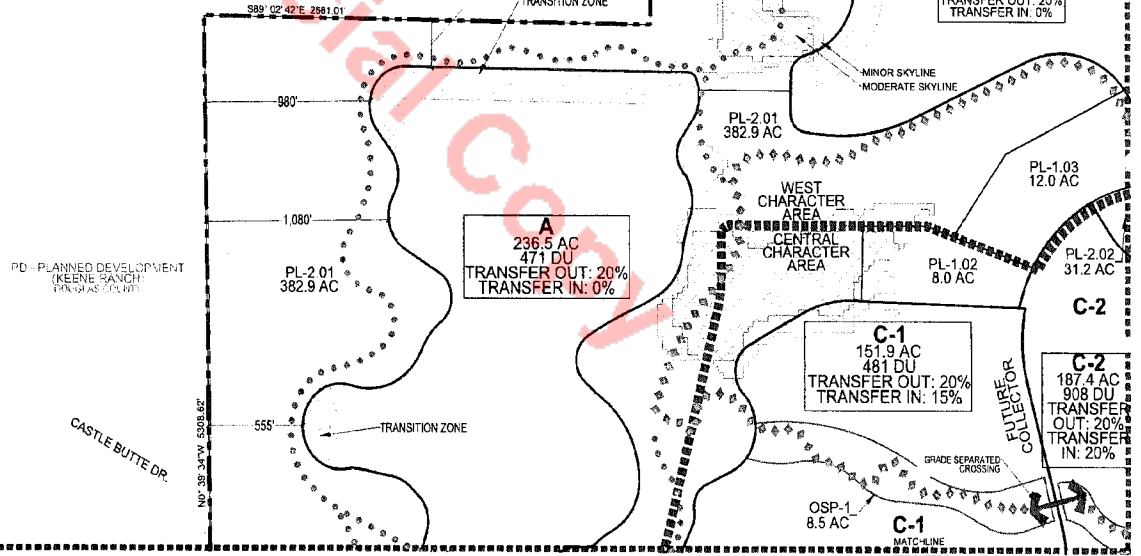 S89° 02' 42"E 2561.01'
TRANSITION ZONE
TRANSFER OUT: 20%
TRANSFER IN: 0%
MINOR SKYLINE
MODERATE SKYLINE
980'
PL-2.01
382.9 AC
PL-1.03
12.0 AC
WEST
CHARACTER
AREA
CENTRAL
CHARACTER
AREA
1,080'
A
236.5 AC
471 DU
TRANSFER OUT: 20%
TRANSFER IN: 0%
PD - PLANNED DEVELOPMENT
(KEENE RANCH)
DOUGLAS COUNTY
PL-2.01
382.9 AC
PL-1.02
8.0 AC
PL-2.02
31.2 AC
C-2
C-1
151.9 AC
481 DU
TRANSFER OUT: 20%
TRANSFER IN: 15%
C-2
187.4 AC
908 DU
TRANSFER
OUT: 20%
TRANSFER
IN: 20%
FUTURE
COLLECTOR
N0° 39' 34"W 5308.62'
555'
TRANSITION ZONE
CASTLE BUTTE DR.
GRADE SEPARATED
CROSSING
OSP-1
8.5 AC
C-1
MATCHLINE
Copy